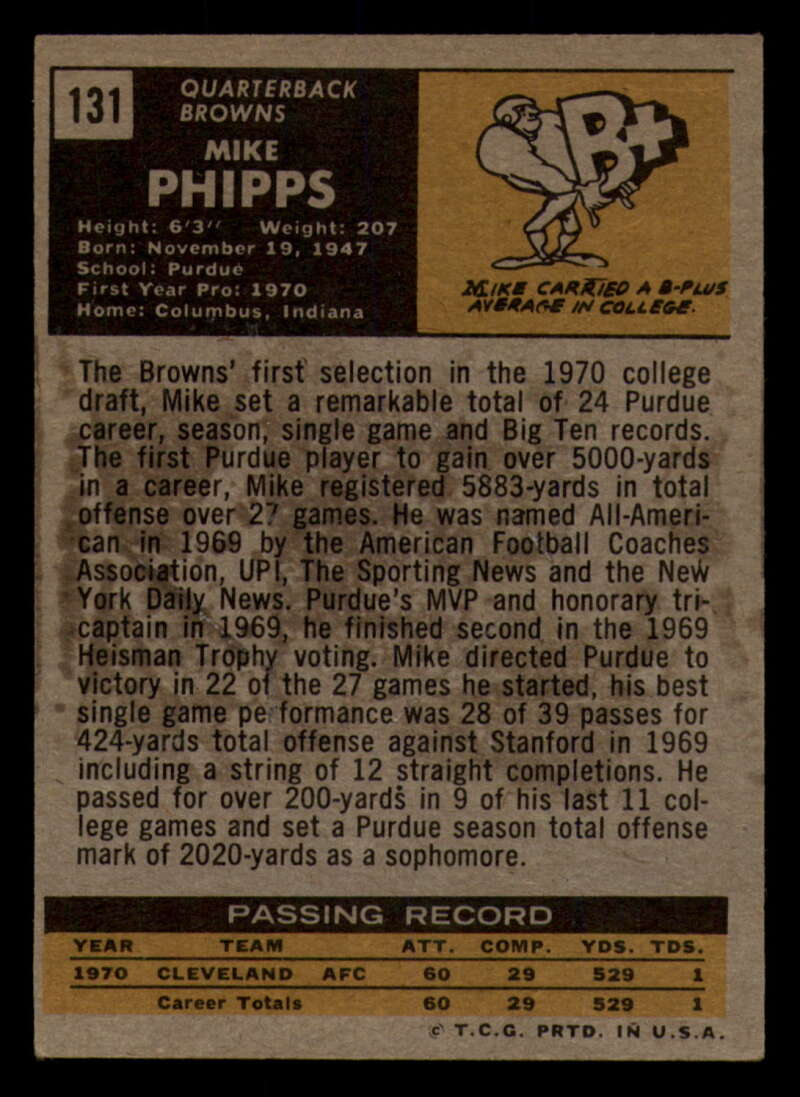 131
QUARTERBACK
BROWNS
MIKE
PHIPPS
Height: 6'3" Weight: 207
Born: November 19, 1947
School: Purdue
First Year Pro: 1970
Home: Columbus, Indiana
B+
MIKE CARRIED A B-PLUS
AVERAGE IN COLLEGE.
The Browns' first selection in the 1970 college
draft, Mike set a remarkable total of 24 Purdue
career, season, single game and Big Ten records.
The first Purdue player to gain over 5000-yards
in a career, Mike registered 5883-yards in total
offense over 27 games. He was named All-Ameri-
can in 1969 by the American Football Coaches
Association, UPI, The Sporting News and the New
York Daily News. Purdue's MVP and honorary tri-
captain in 1969, he finished second in the 1969
Heisman Trophy voting. Mike directed Purdue to
victory in 22 of the 27 games he started, his best
single game performance was 28 of 39 passes for
424-yards total offense against Stanford in 1969
including a string of 12 straight completions. He
passed for over 200-yards in 9 of his last 11 col-
lege games and set a Purdue season total offense
mark of 2020-yards as a sophomore.
PASSING RECORD
YEAR TEAM ATT. COMP. YDS. TDS.
1970 CLEVELAND AFC 60 29 529 1
Career Totals 60 29 529 1
© T.C.G. PRTD. IN U.S.A.